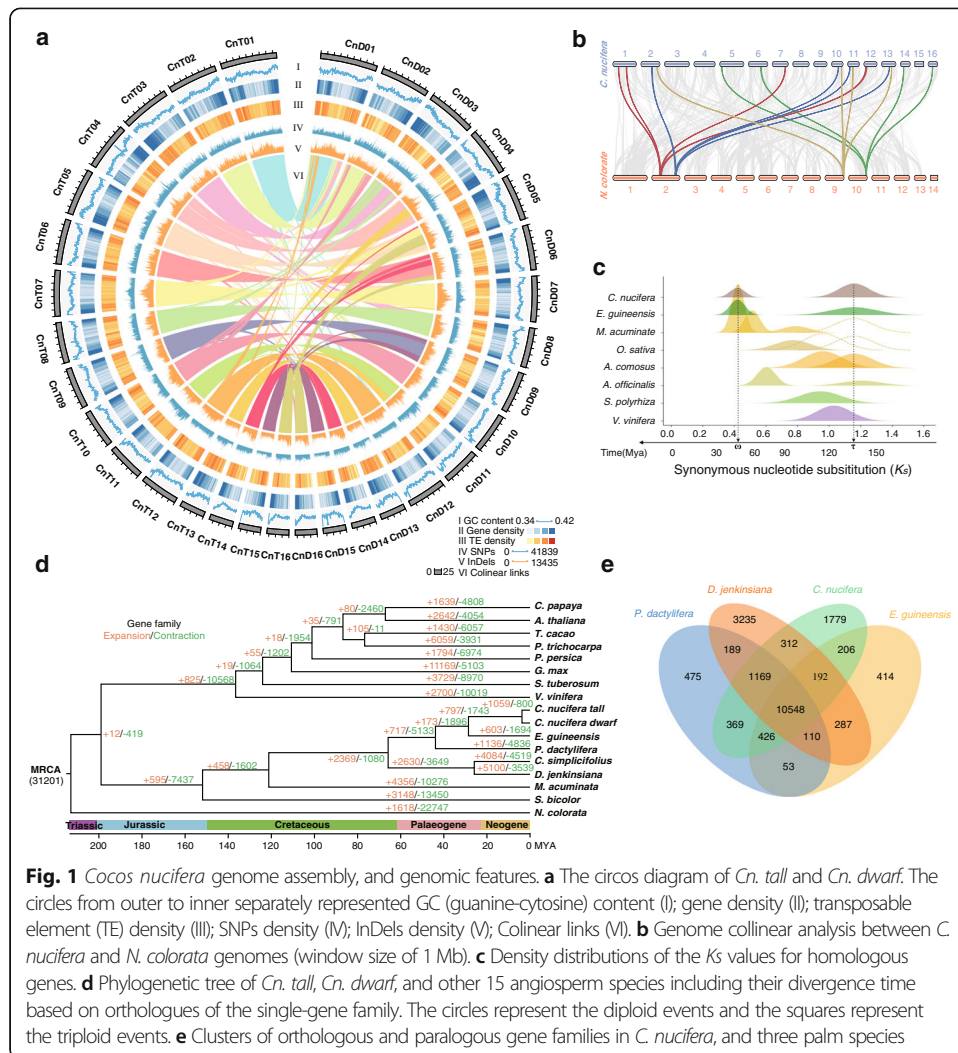 a
CnT01
CnT02
CnT03
CnT04
CnT05
CnT06
CnT07
CnT08
CnT09
CnT10
CnT11
CnT12
CnT13
CnT14
CnT15
CnT16
CnD16
CnD15
CnD14
CnD13
CnD12
CnD11
CnD10
CnD09
CnD08
CnD07
CnD06
CnD05
CnD04
CnD03
CnD02
CnD01
I
II
III
IV
V
VI
I GC content 0.34 0.42
II Gene density
III TE density
IV SNPs 0 41839
V InDels 0 13435
0 25 VI Colinear links
b
C. nucifera
1 2 3 4 5 6 7 8 9 10 11 12 13 14 15 16
N. colorate
1 2 3 4 5 6 7 8 9 10 11 12 13 14
c
C. nucifera
E. guineensis
M. acuminate
O. sativa
A. comosus
A. officinalis
S. polyrhiza
V. vinifera
0.0 0.2 0.4 0.6 0.8 1.0 1.2 1.4 1.6
ω τ
Time(Mya) 0 30 60 90 120 150
Synonymous nucleotide subsititution (Ks)
d
Gene family
Expansion/Contraction
MRCA
(31201)
+12/-419
+825/-10568
+19/-1064
+55/-1202
+18/-1954
+35/-791
+80/-2460
+105/-11
+1639/-4808
C. papaya
+2642/-4054
A. thaliana
+1430/-6057
T. cacao
+6059/-3931
P. trichocarpa
+1794/-6974
P. persica
+11169/-5103
G. max
+3729/-8970
S. tuberosum
+2700/-10019
V. vinifera
+595/-7437
+458/-1602
+2369/-1080
+717/-5133
+173/-1896
+797/-1743
+1059/-800
C. nucifera tall
C. nucifera dwarf
+603/-1694
E. guineensis
+1136/-4836
P. dactylifera
+2630/-3649
+4084/-4519
C. simplicifolius
+5100/-3539
D. jenkinsiana
+4356/-10276
M. acuminata
+3148/-13450
S. bicolor
+1618/-22747
N. colorata
Triassic Jurassic Cretaceous Palaeogene Neogene
200 180 160 140 120 100 80 60 40 20 0 MYA
e
P. dactylifera
D. jenkinsiana
C. nucifera
E. guineensis
3235
1779
312
189
206
475
1169
192
414
10548
369
287
426
110
53
Fig. 1 Cocos nucifera genome assembly, and genomic features. a The circos diagram of Cn. tall and Cn. dwarf. The
circles from outer to inner separately represented GC (guanine-cytosine) content (I); gene density (II); transposable
element (TE) density (III); SNPs density (IV); InDels density (V); Colinear links (VI). b Genome collinear analysis between C.
nucifera and N. colorata genomes (window size of 1 Mb). c Density distributions of the Ks values for homologous
genes. d Phylogenetic tree of Cn. tall, Cn. dwarf, and other 15 angiosperm species including their divergence time
based on orthologues of the single-gene family. The circles represent the diploid events and the squares represent
the triploid events. e Clusters of orthologous and paralogous gene families in C. nucifera, and three palm species